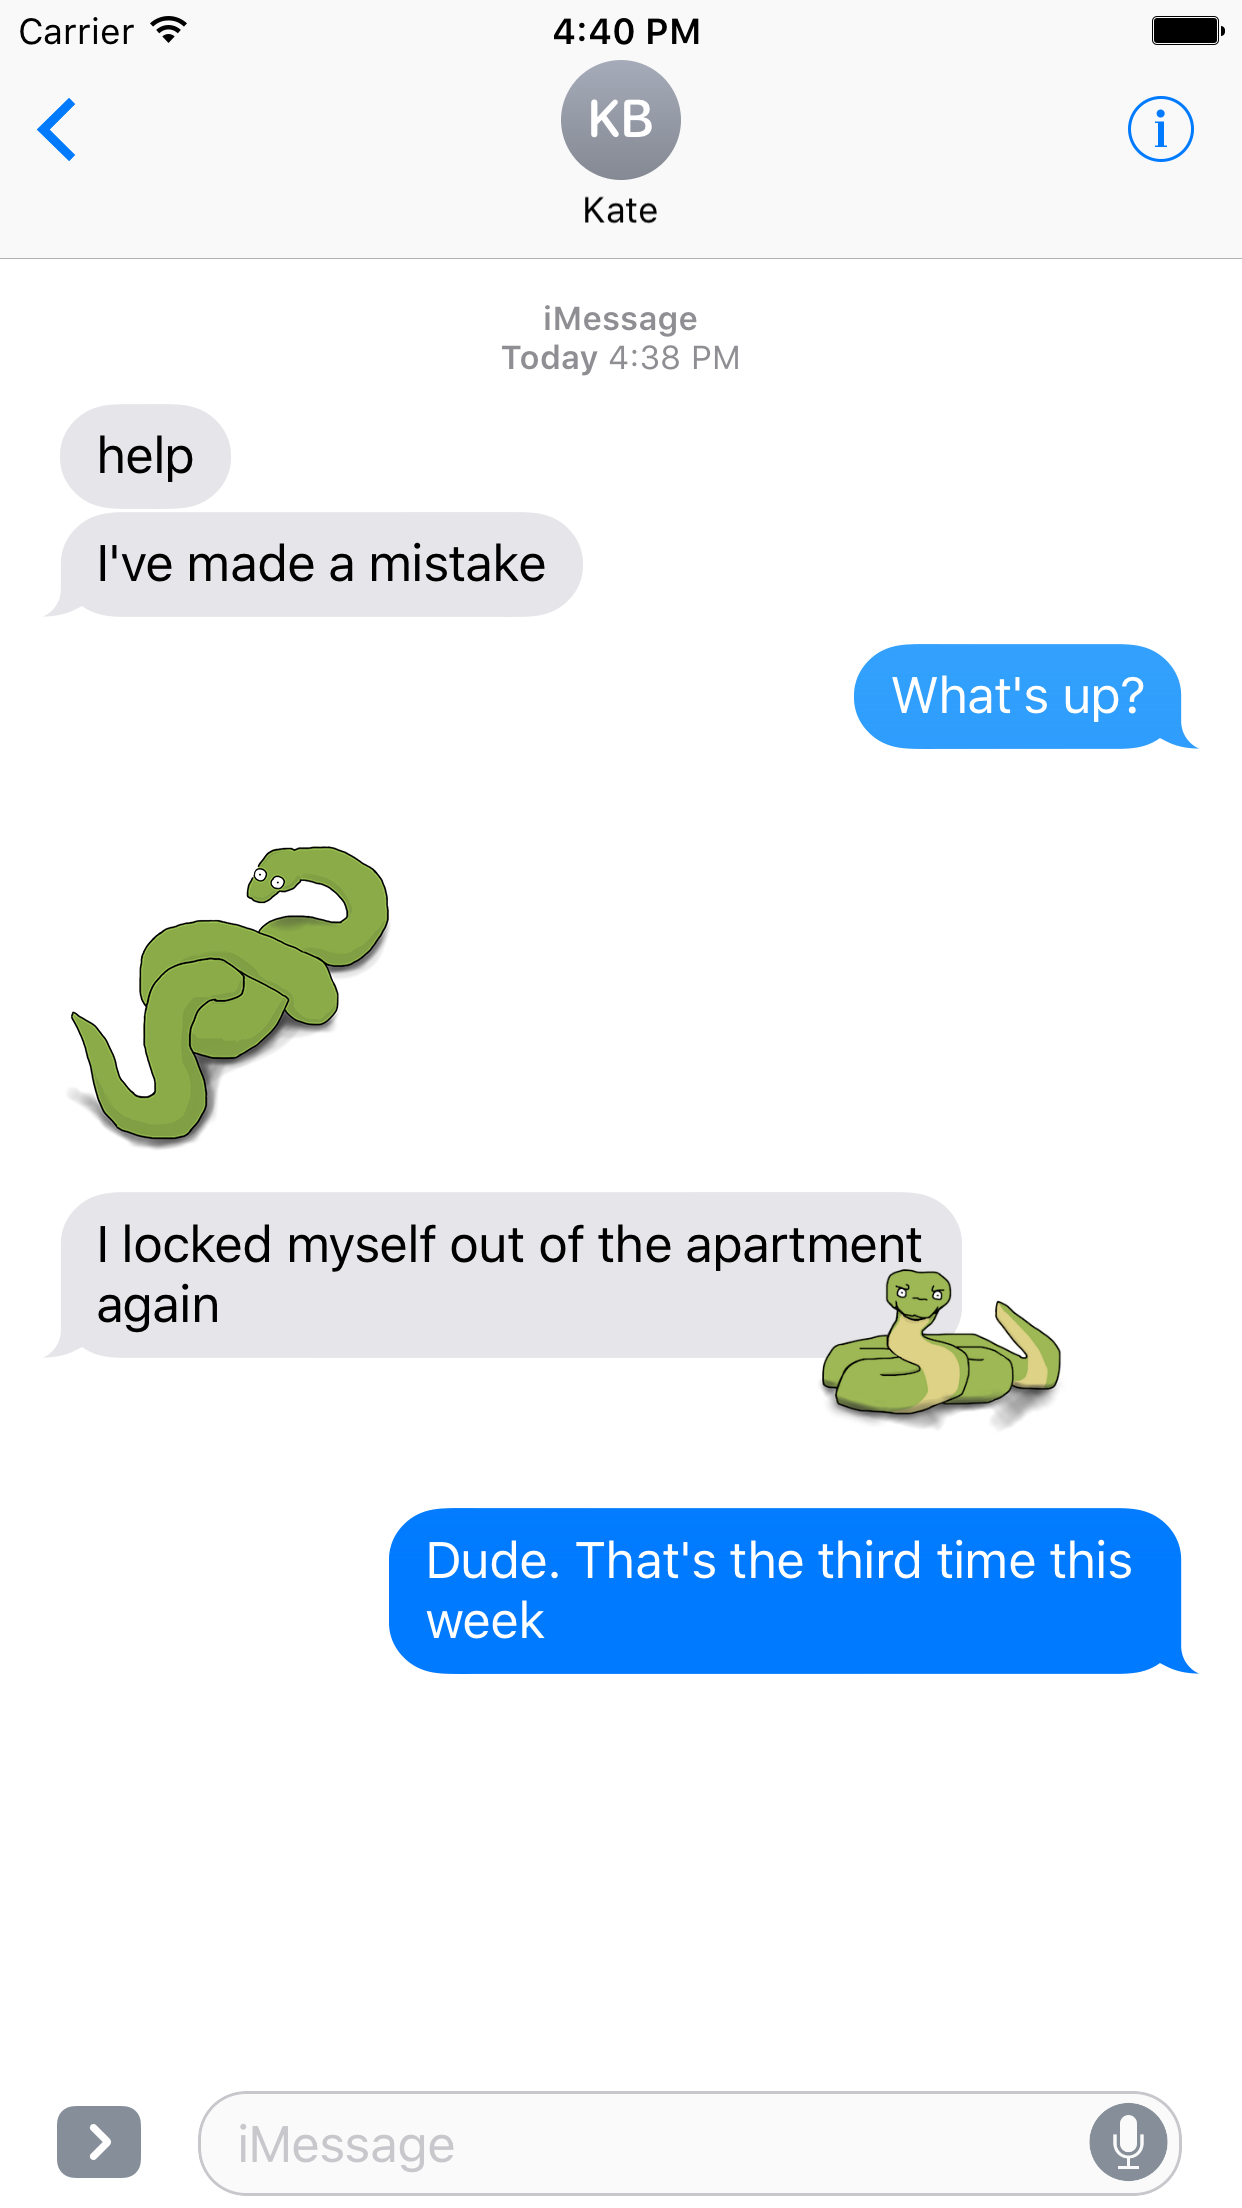 Carrier 4:40 PM
KB
Kate
iMessage
Today 4:38 PM
help
I've made a mistake
What's up?
I locked myself out of the apartment
again
Dude. That's the third time this
week
iMessage